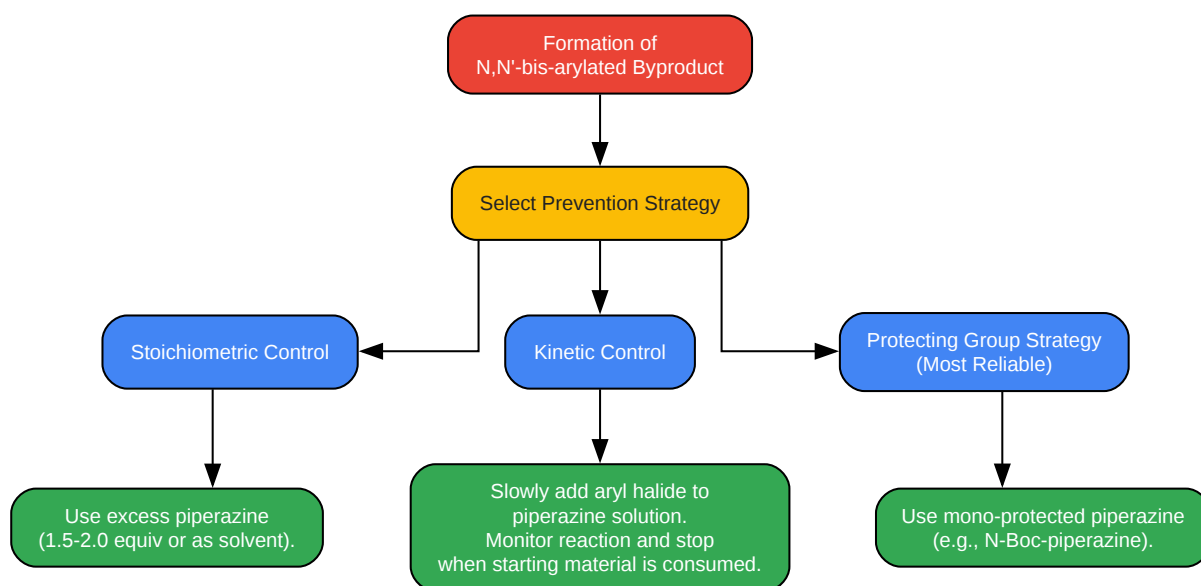 Formation of
N,N'-bis-arylated Byproduct
Select Prevention Strategy
Stoichiometric Control
Kinetic Control
Protecting Group Strategy
(Most Reliable)
Use excess piperazine
(1.5-2.0 equiv or as solvent).
Slowly add aryl halide to
piperazine solution.
Monitor reaction and stop
when starting material is consumed.
Use mono-protected piperazine
(e.g., N-Boc-piperazine).